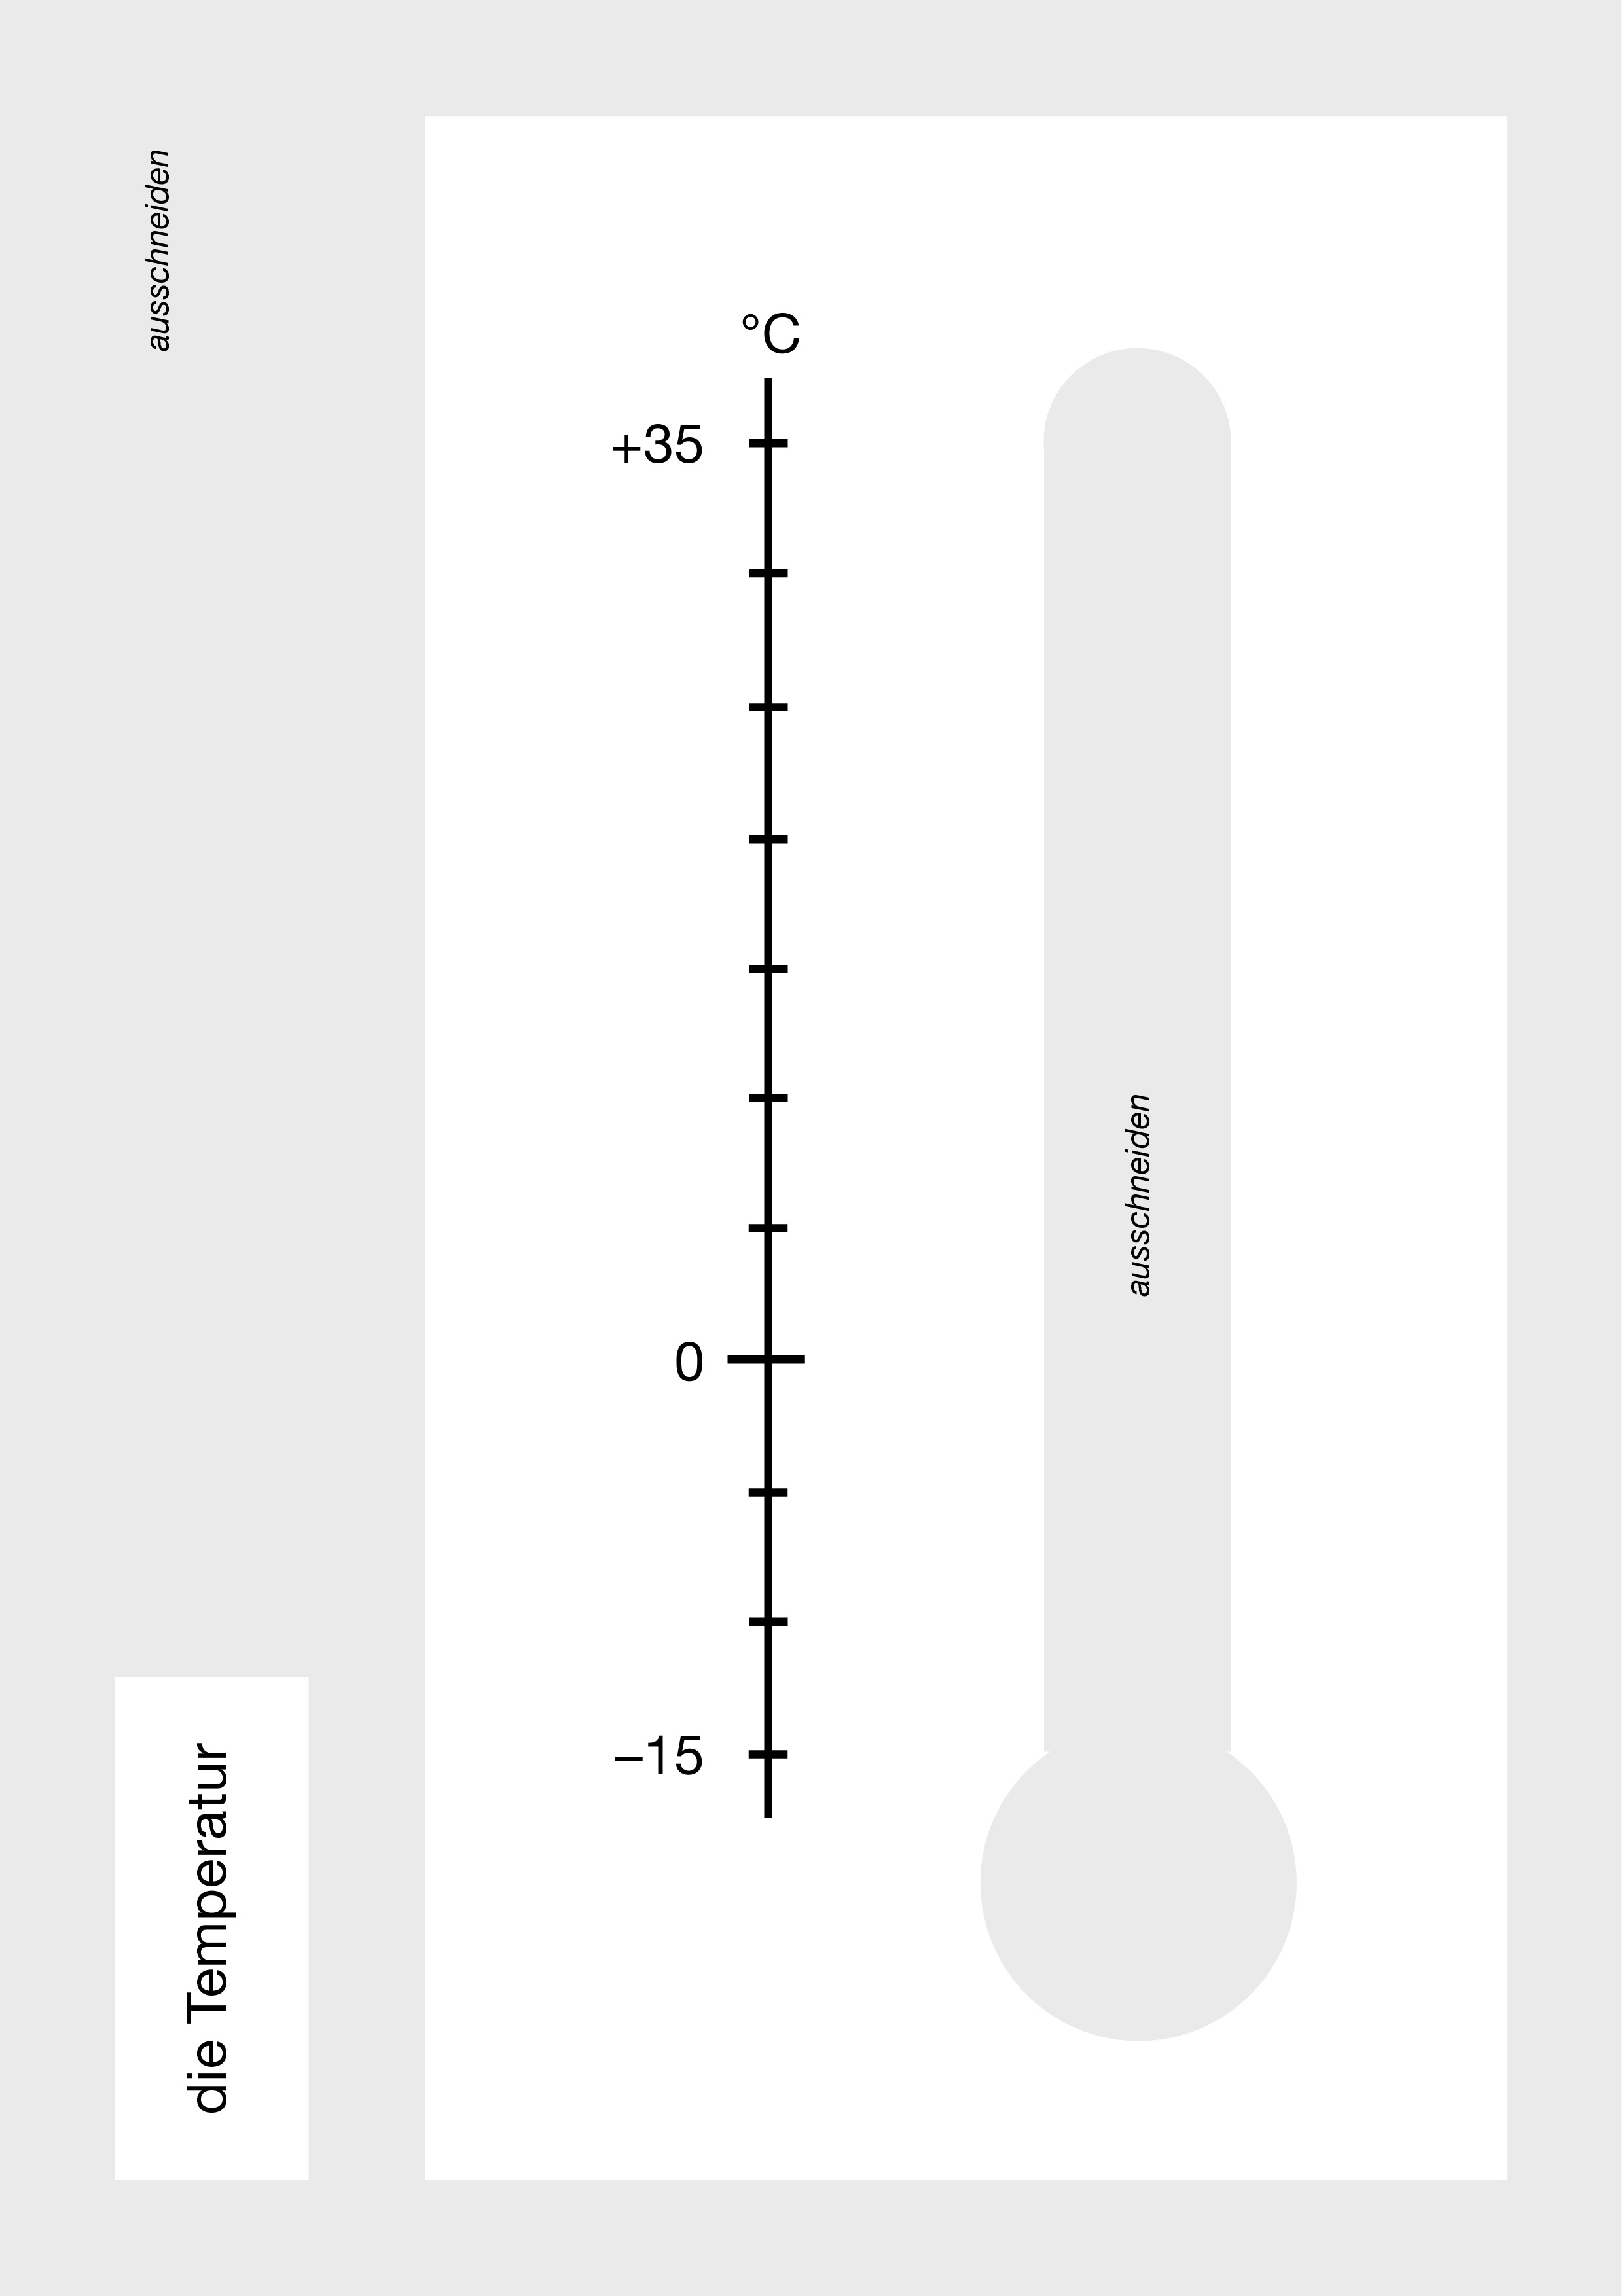 ausschneiden
°C
+35
0
−15
ausschneiden
die Temperatur